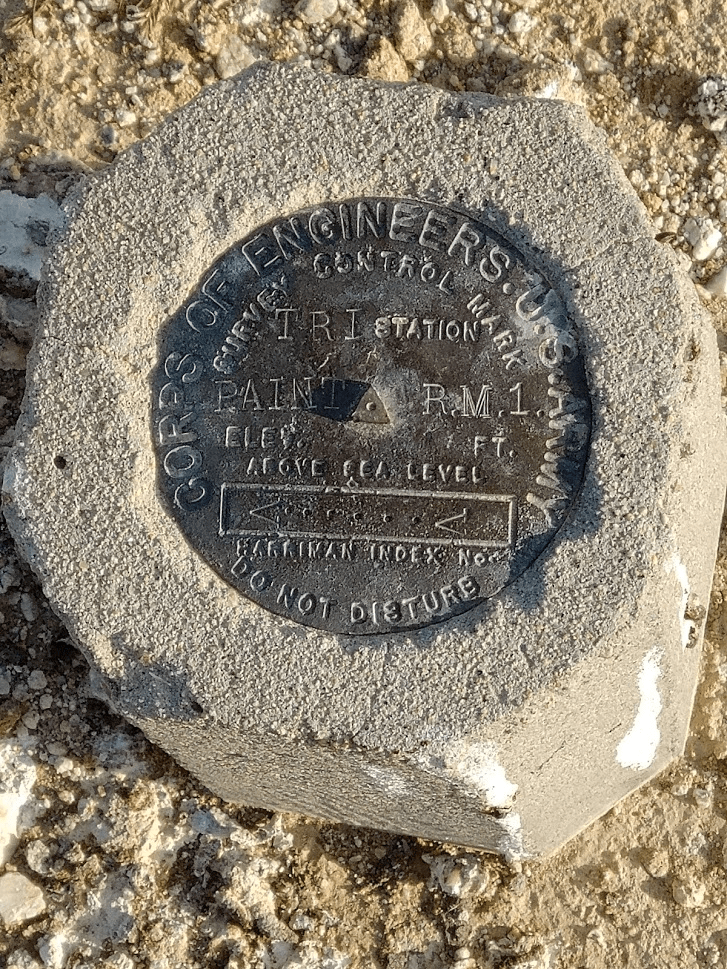 CORPS OF ENGINEERS. U.S. ARMY
SURVEY CONTROL MARK
TRI STATION
PAINT R.M.1.
ELEV. FT.
ABOVE SEA LEVEL
HARRIMAN INDEX NO.
DO NOT DISTURB